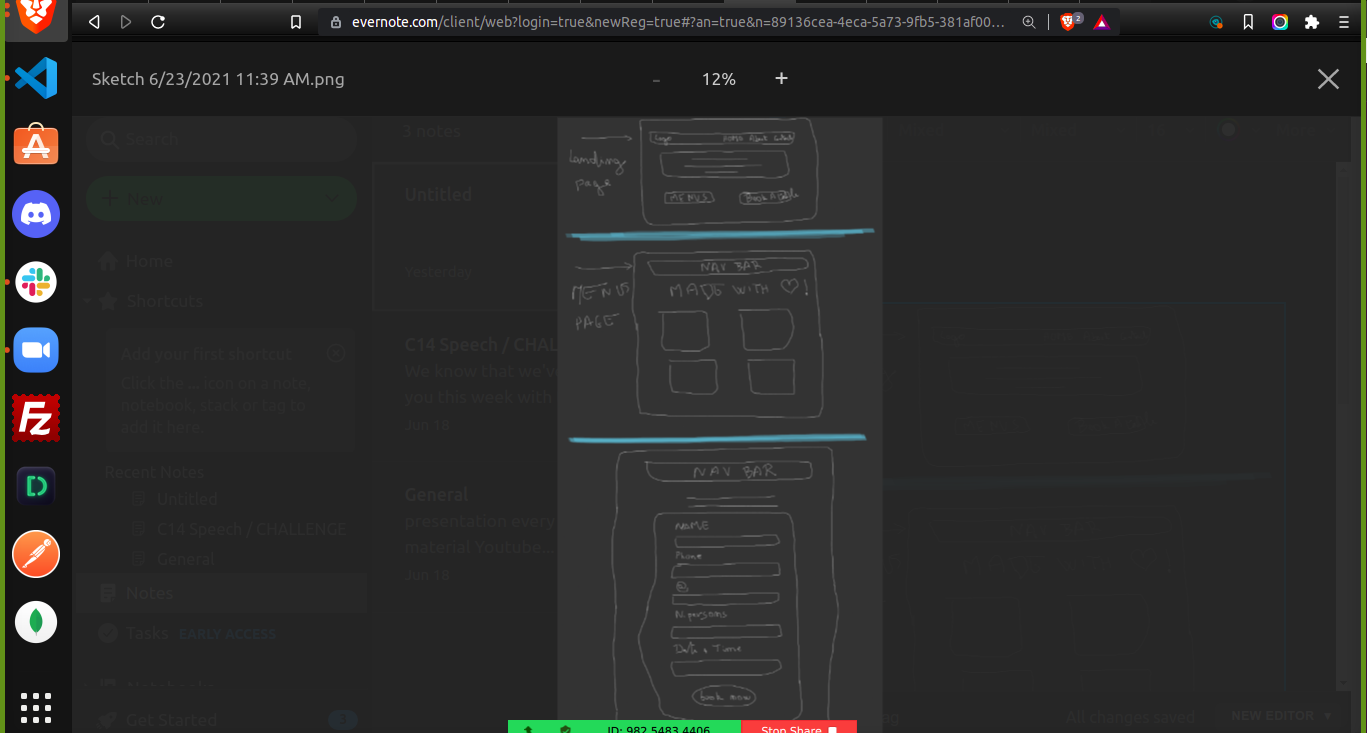 evernote.com/client/web?login=true&newReg=true#?an=true&n=89136cea-4eca-5a73-9fb5-381af00...
2
Sketch 6/23/2021 11:39 AM.png
-
12%
+
Search
3 notes
New
Untitled
Yesterday
Home
Shortcuts
Add your first shortcut
Click the ... icon on a note,
notebook, stack or tag to
add it here
C14 Speech / CHAL
We know that we've
you this week with
Jun 18
Recent Notes
Untitled
C14 Speech / CHALLENGE
General
General
presentation every
material Youtube...
Jun 18
Notes
Tasks EARLY ACCESS
Get Started
Landing
page
Logo
MENUS
Book A Table
MENUS
PAGE
NAV BAR
MADE WITH ♡!
NAV BAR
NAME
Phone
@
N persons
Date + Time
book now
All changes saved
NEW EDITOR
ID: 982 5483 4406
Stop Share